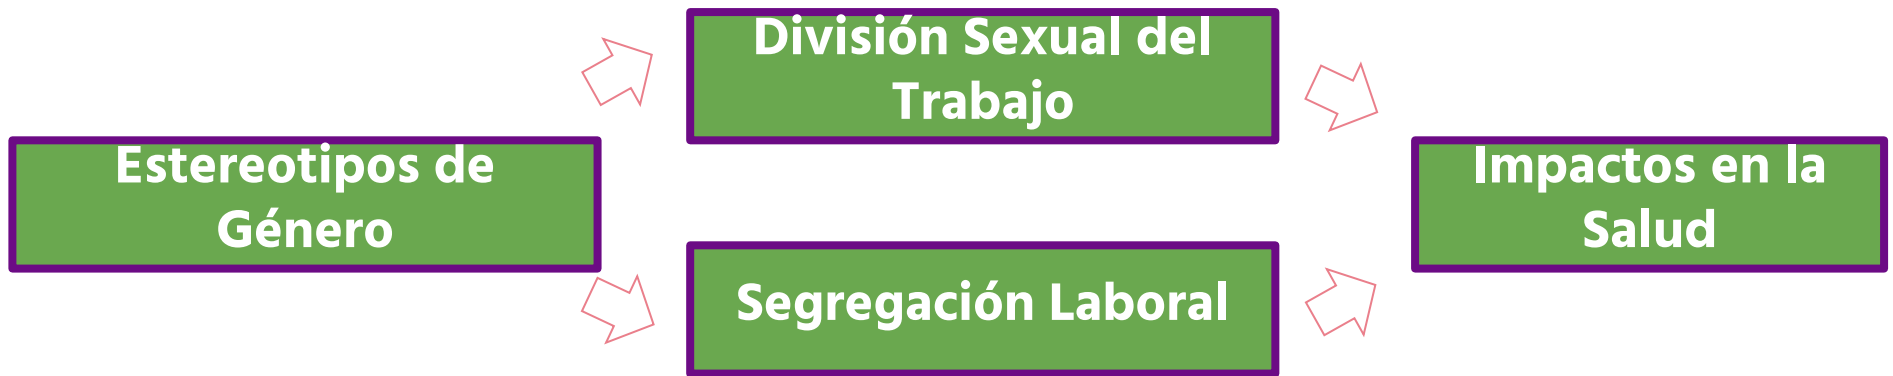 Estereotipos de
Género
División Sexual del
Trabajo
Segregación Laboral
Impactos en la
Salud